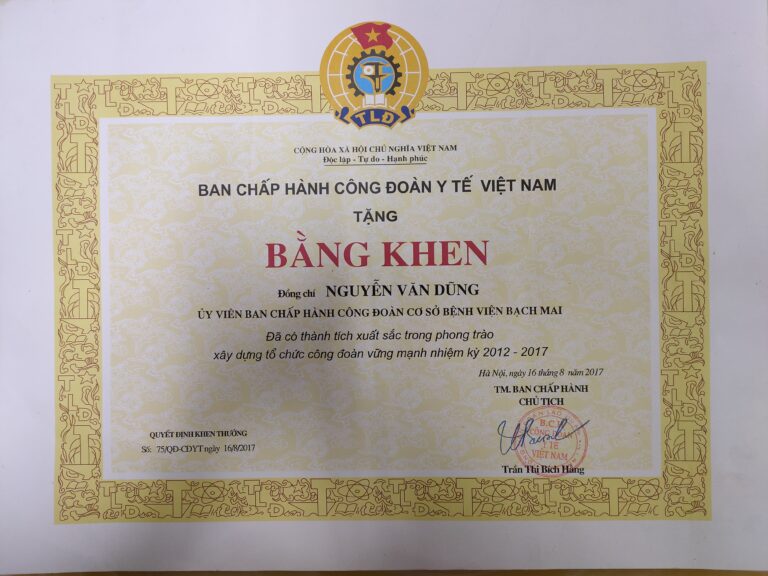 TLĐ
CỘNG HÒA XÃ HỘI CHỦ NGHĨA VIỆT NAM
Độc lập - Tự do - Hạnh phúc
BAN CHẤP HÀNH CÔNG ĐOÀN Y TẾ VIỆT NAM
TẶNG
BẰNG KHEN
Đồng chí NGUYỄN VĂN DŨNG
ỦY VIÊN BAN CHẤP HÀNH CÔNG ĐOÀN CƠ SỞ BỆNH VIỆN BẠCH MAI
Đã có thành tích xuất sắc trong phong trào
xây dựng tổ chức công đoàn vững mạnh nhiệm kỳ 2012 - 2017
Hà Nội, ngày 16 tháng 8 năm 2017
TM. BAN CHẤP HÀNH
CHỦ TỊCH
B.C.H
CÔNG ĐOÀN
Y TẾ
VIỆT NAM
Trần Thị Bích Hằng
QUYẾT ĐỊNH KHEN THƯỞNG
Số: 75/QĐ-CĐYT ngày 16/8/2017